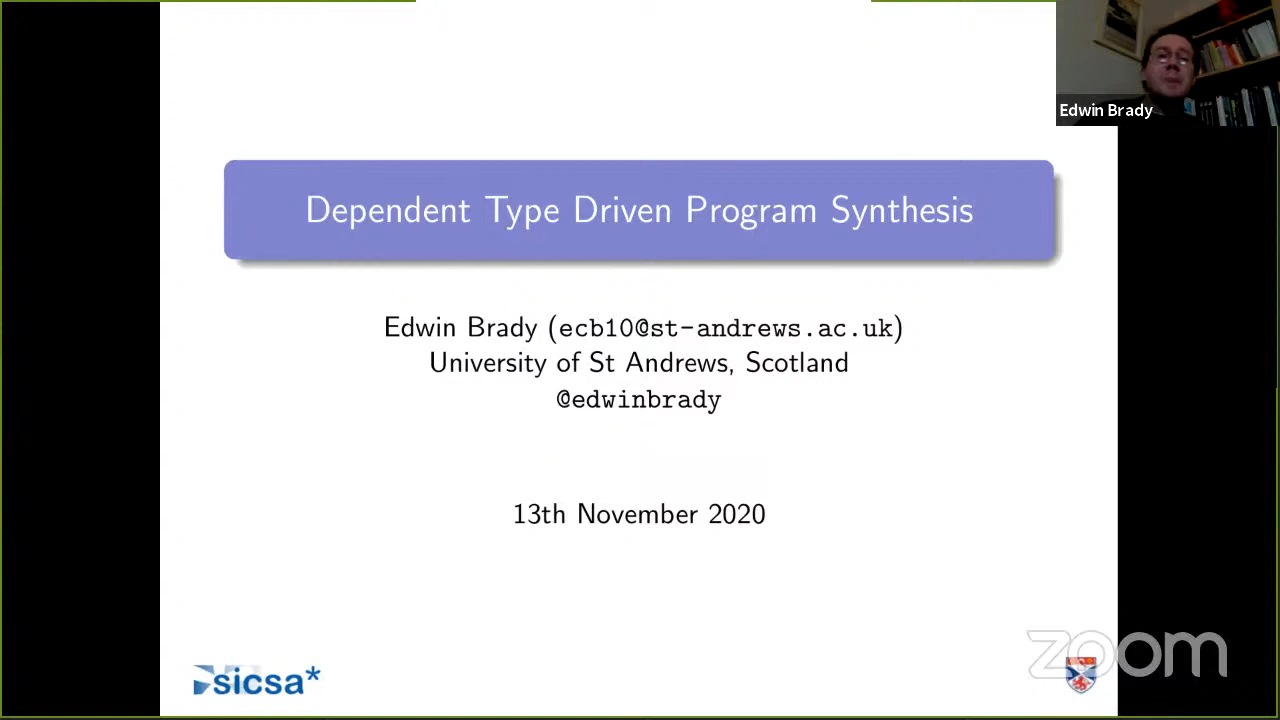 Edwin Brady
Dependent Type Driven Program Synthesis
Edwin Brady (ecb10@st-andrews.ac.uk)
University of St Andrews, Scotland
@edwinbrady
13th November 2020
sicsa*
zoom